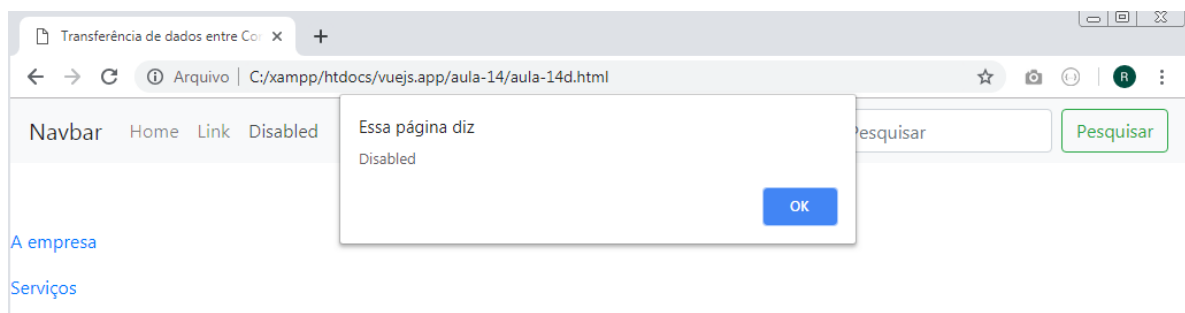 Transferência de dados entre Cor
Arquivo | C:/xampp/htdocs/vuejs.app/aula-14/aula-14d.html
R
Navbar Home Link Disabled
Essa página diz
Disabled
OK
Pesquisar
Pesquisar
A empresa
Serviços